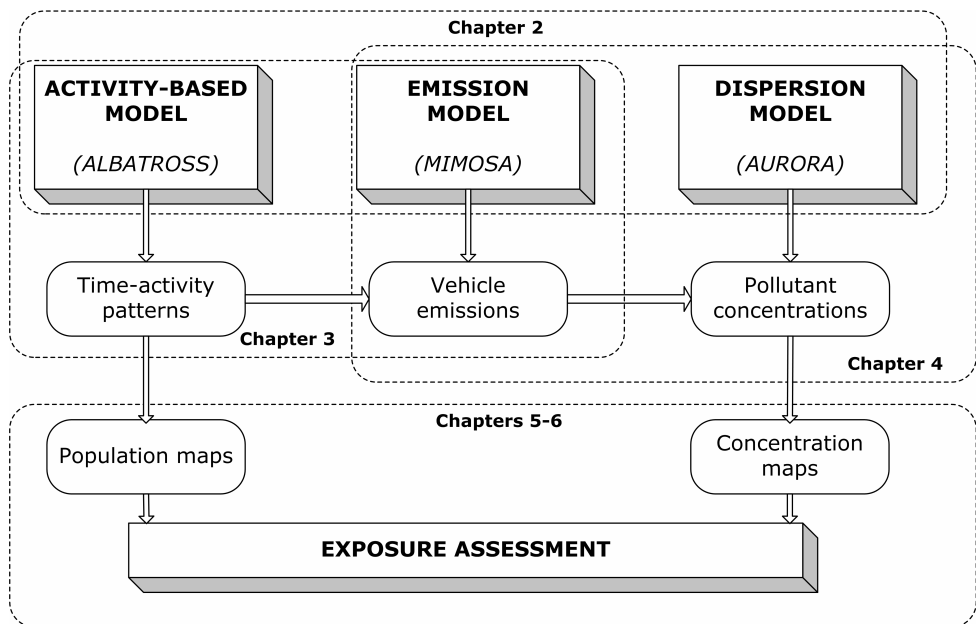 Chapter 2
ACTIVITY-BASED
MODEL
(ALBATROSS)
EMISSION
MODEL
(MIMOSA)
DISPERSION
MODEL
(AURORA)
Time-activity
patterns
Vehicle
emissions
Pollutant
concentrations
Chapter 3
Chapter 4
Chapters 5-6
Population maps
Concentration
maps
EXPOSURE ASSESSMENT